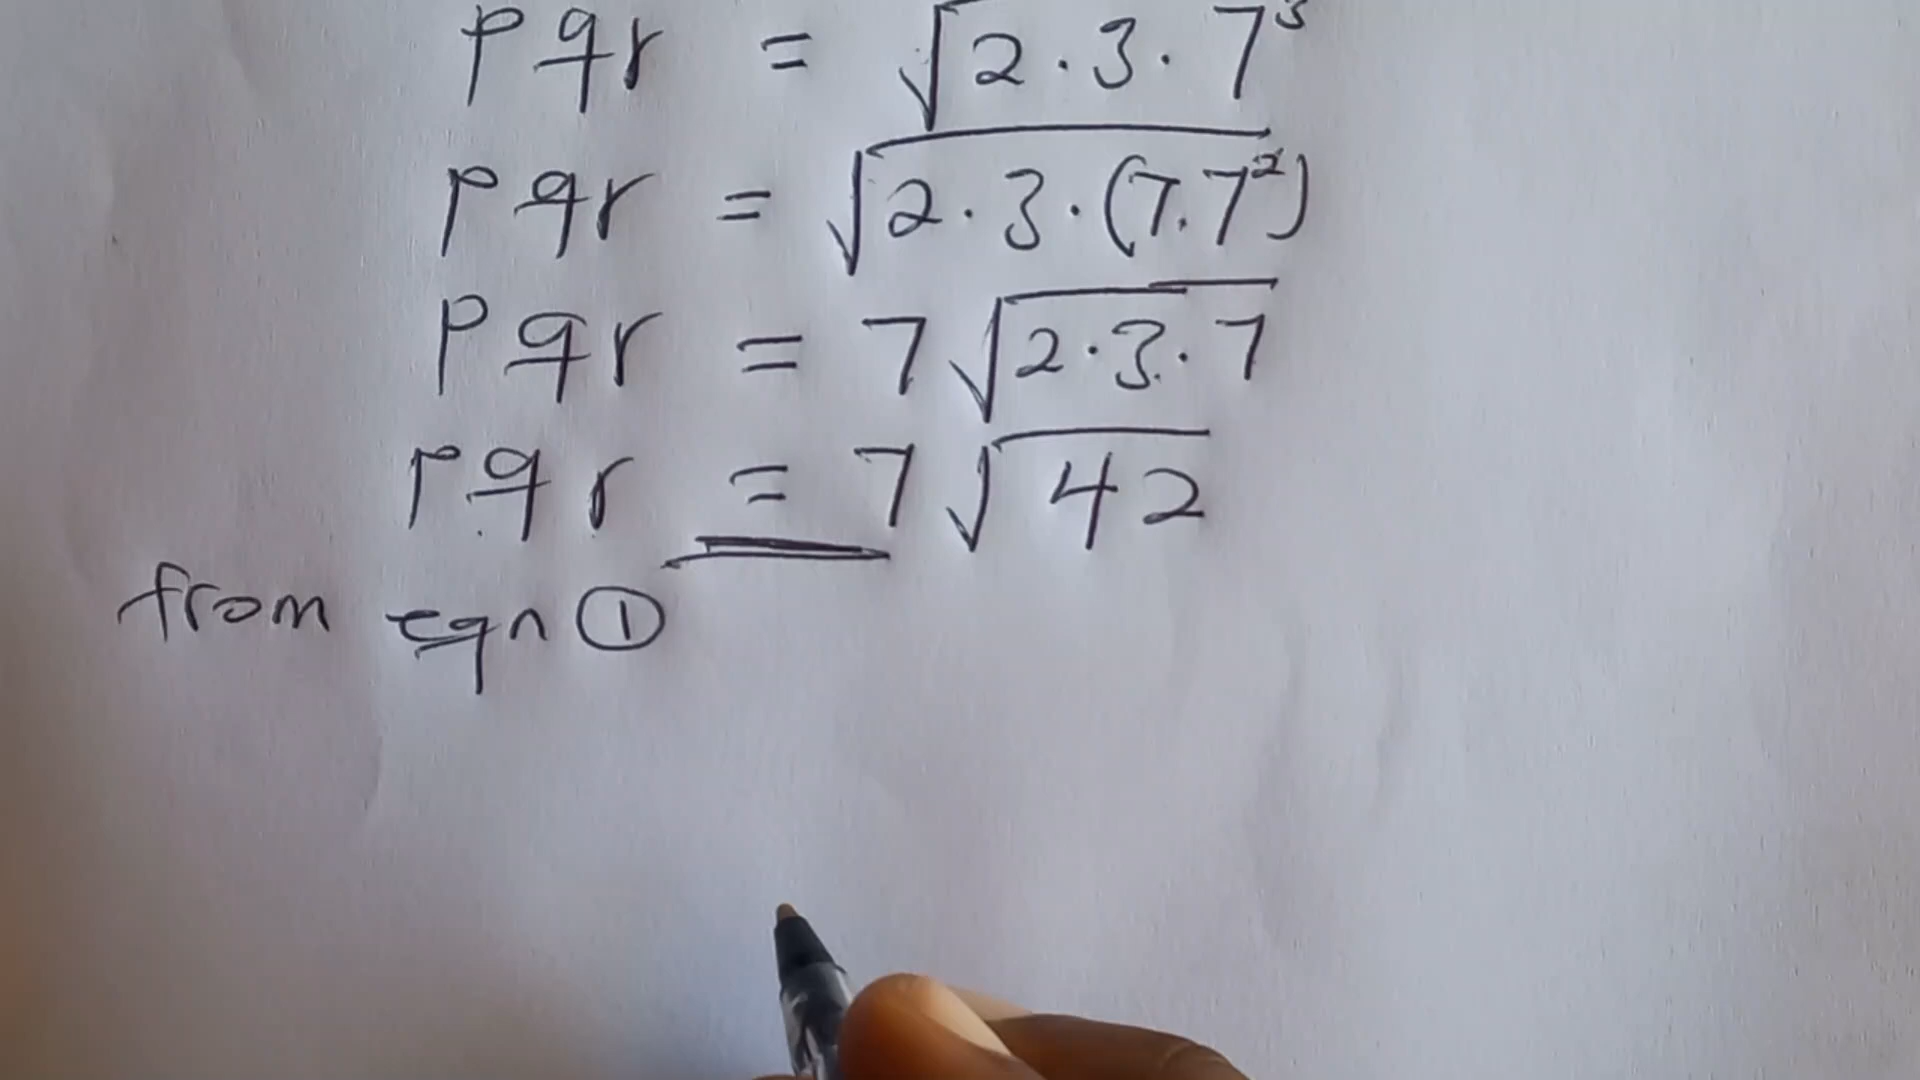 pqr = √2·3·7³
pqr = √2·3·(7.7²)
pqr = 7√2·3·7
pqr = 7√42
from eqn ①